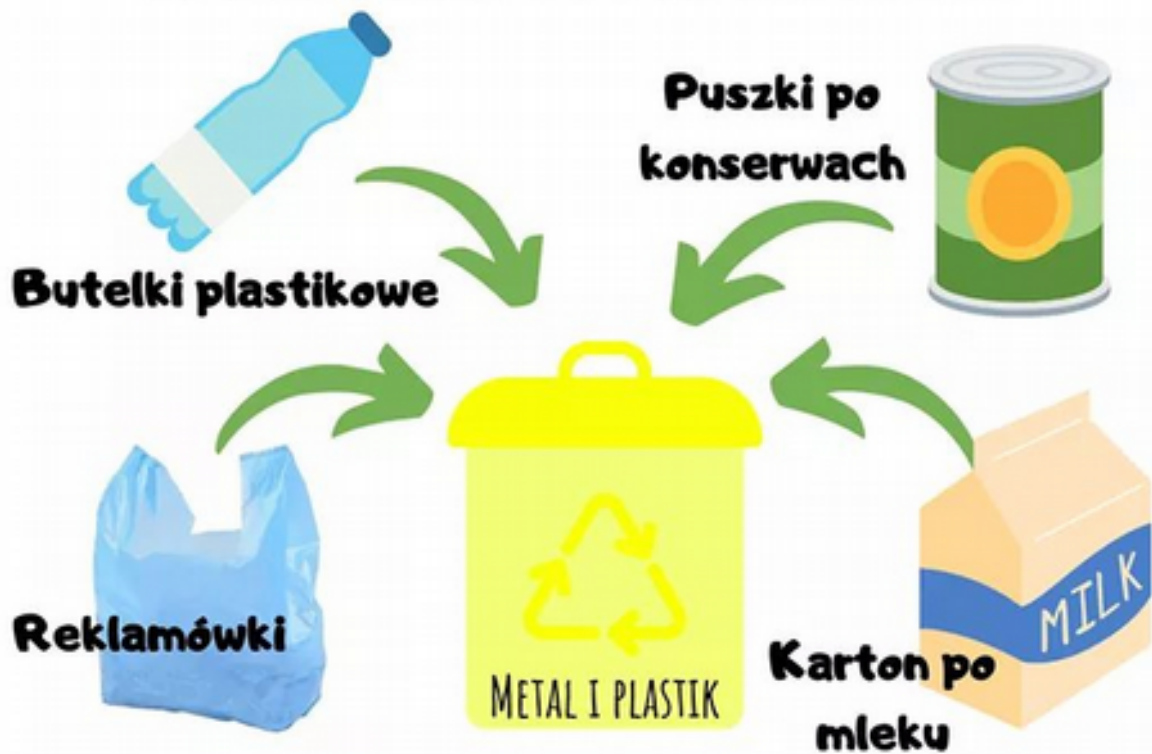 Puszki po
konserwach
Butelki plastikowe
Reklamówki
MILK
Karton po
mleku
METAL I PLASTIK